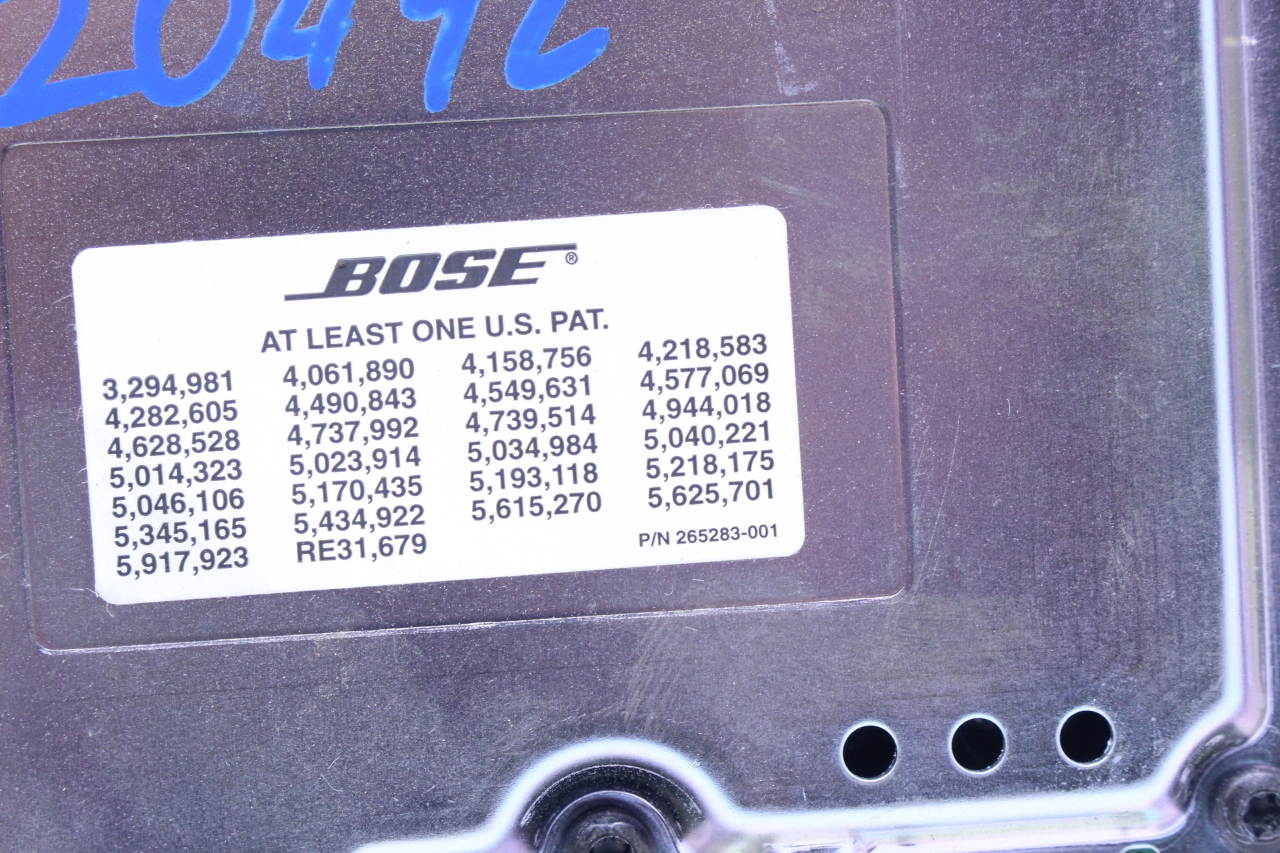 BOSE®
AT LEAST ONE U.S. PAT.
3,294,981 4,061,890 4,158,756 4,218,583
4,282,605 4,490,843 4,549,631 4,577,069
4,628,528 4,737,992 4,739,514 4,944,018
5,014,323 5,023,914 5,034,984 5,040,221
5,046,106 5,170,435 5,193,118 5,218,175
5,345,165 5,434,922 5,615,270 5,625,701
5,917,923 RE31,679 P/N 265283-001